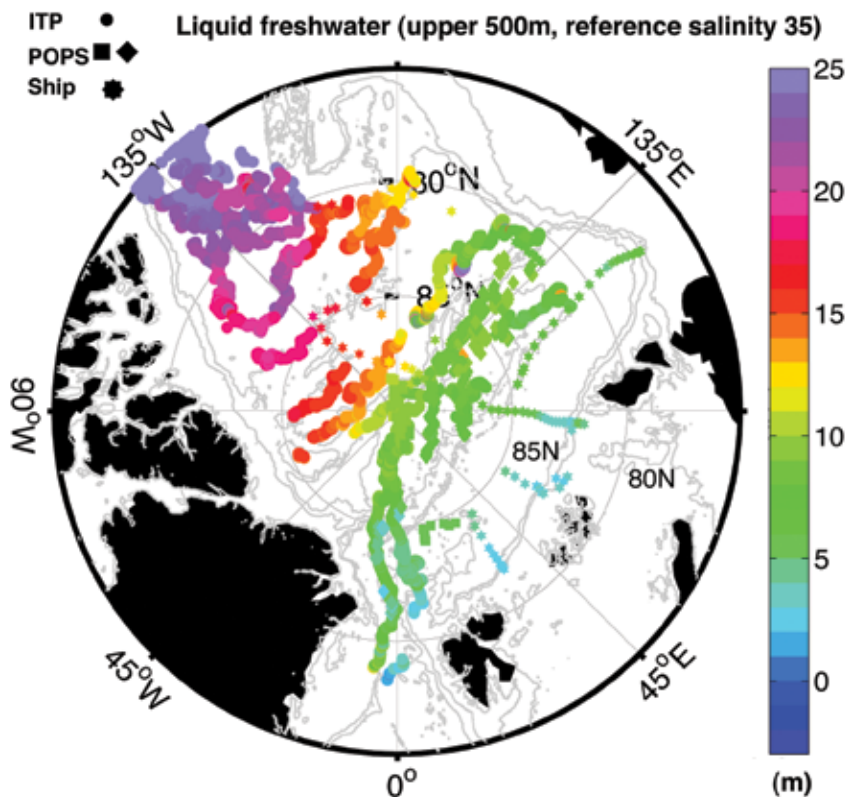 ITP
Liquid freshwater (upper 500m, reference salinity 35)
POPS
Ship
135°W
135°E
80°N
90°W
85N
80N
45°W
45°E
0°
25
20
15
10
5
0
(m)